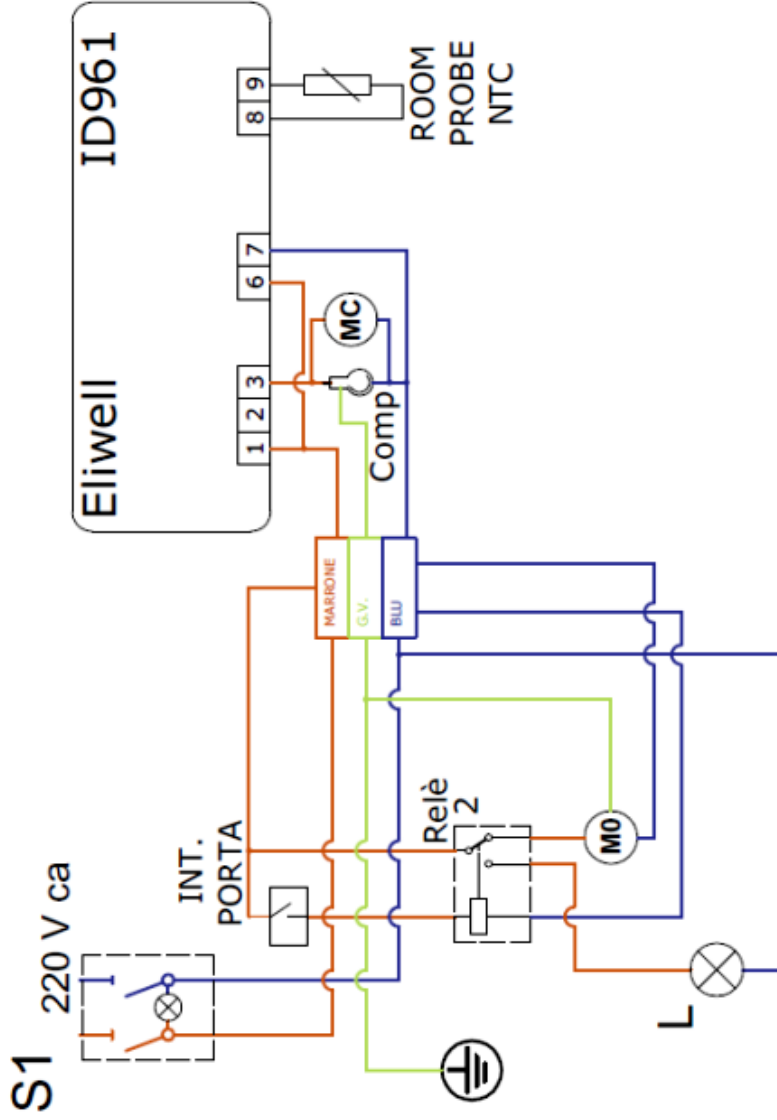 S1
220 V ca
INT.
PORTA
Relè
2
M0
L
MARRONE
G.V.
BLU
Eliwell
ID961
1
2
3
6
7
8
9
Comp
MC
ROOM
PROBE
NTC